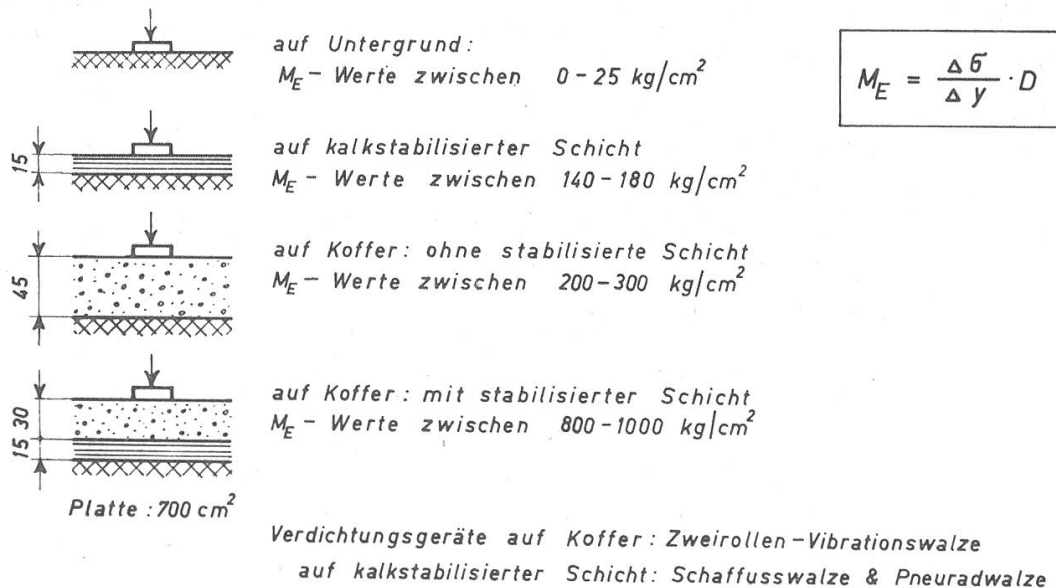 auf Untergrund:
M_E - Werte zwischen 0-25 kg/cm²
M_E = Δσ/Δy · D
15
auf kalkstabilisierter Schicht
M_E - Werte zwischen 140-180 kg/cm²
45
auf Koffer: ohne stabilisierte Schicht
M_E - Werte zwischen 200-300 kg/cm²
15 30
auf Koffer: mit stabilisierter Schicht
M_E - Werte zwischen 800-1000 kg/cm²
Platte: 700 cm²
Verdichtungsgeräte auf Koffer: Zweirollen-Vibrationswalze
auf kalkstabilisierter Schicht: Schaffusswalze & Pneuradwalze